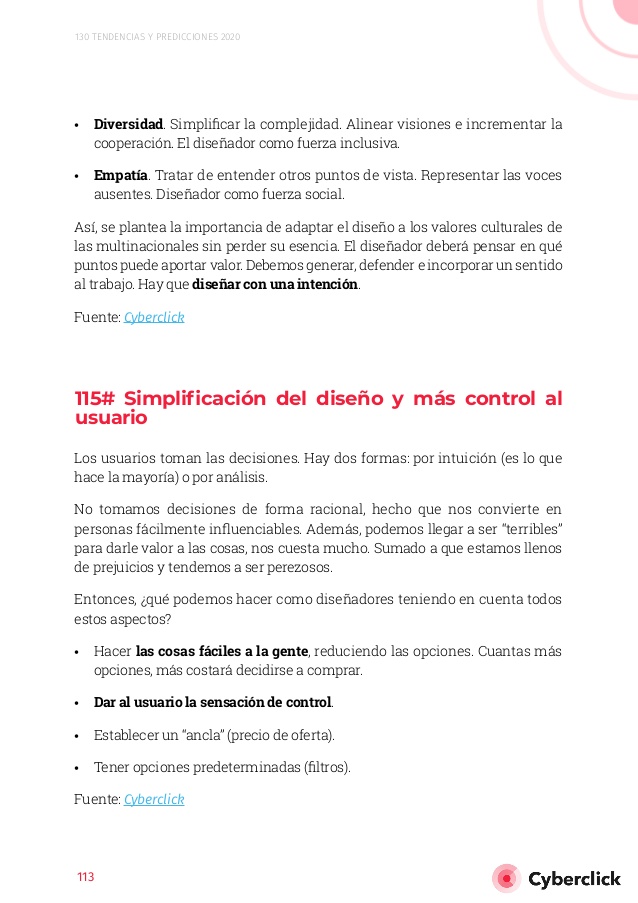 130 TENDENCIAS Y PREDICCIONES 2020
• Diversidad. Simplificar la complejidad. Alinear visiones e incrementar la
cooperación. El diseñador como fuerza inclusiva.
• Empatía. Tratar de entender otros puntos de vista. Representar las voces
ausentes. Diseñador como fuerza social.
Así, se plantea la importancia de adaptar el diseño a los valores culturales de
las multinacionales sin perder su esencia. El diseñador deberá pensar en qué
puntos puede aportar valor. Debemos generar, defender e incorporar un sentido
al trabajo. Hay que diseñar con una intención.
Fuente: Cyberclick
115# Simplificación del diseño y más control al
usuario
Los usuarios toman las decisiones. Hay dos formas: por intuición (es lo que
hace la mayoría) o por análisis.
No tomamos decisiones de forma racional, hecho que nos convierte en
personas fácilmente influenciables. Además, podemos llegar a ser “terribles”
para darle valor a las cosas, nos cuesta mucho. Sumado a que estamos llenos
de prejuicios y tendemos a ser perezosos.
Entonces, ¿qué podemos hacer como diseñadores teniendo en cuenta todos
estos aspectos?
• Hacer las cosas fáciles a la gente, reduciendo las opciones. Cuantas más
opciones, más costará decidirse a comprar.
• Dar al usuario la sensación de control.
• Establecer un “ancla” (precio de oferta).
• Tener opciones predeterminadas (filtros).
Fuente: Cyberclick
113
Cyberclick